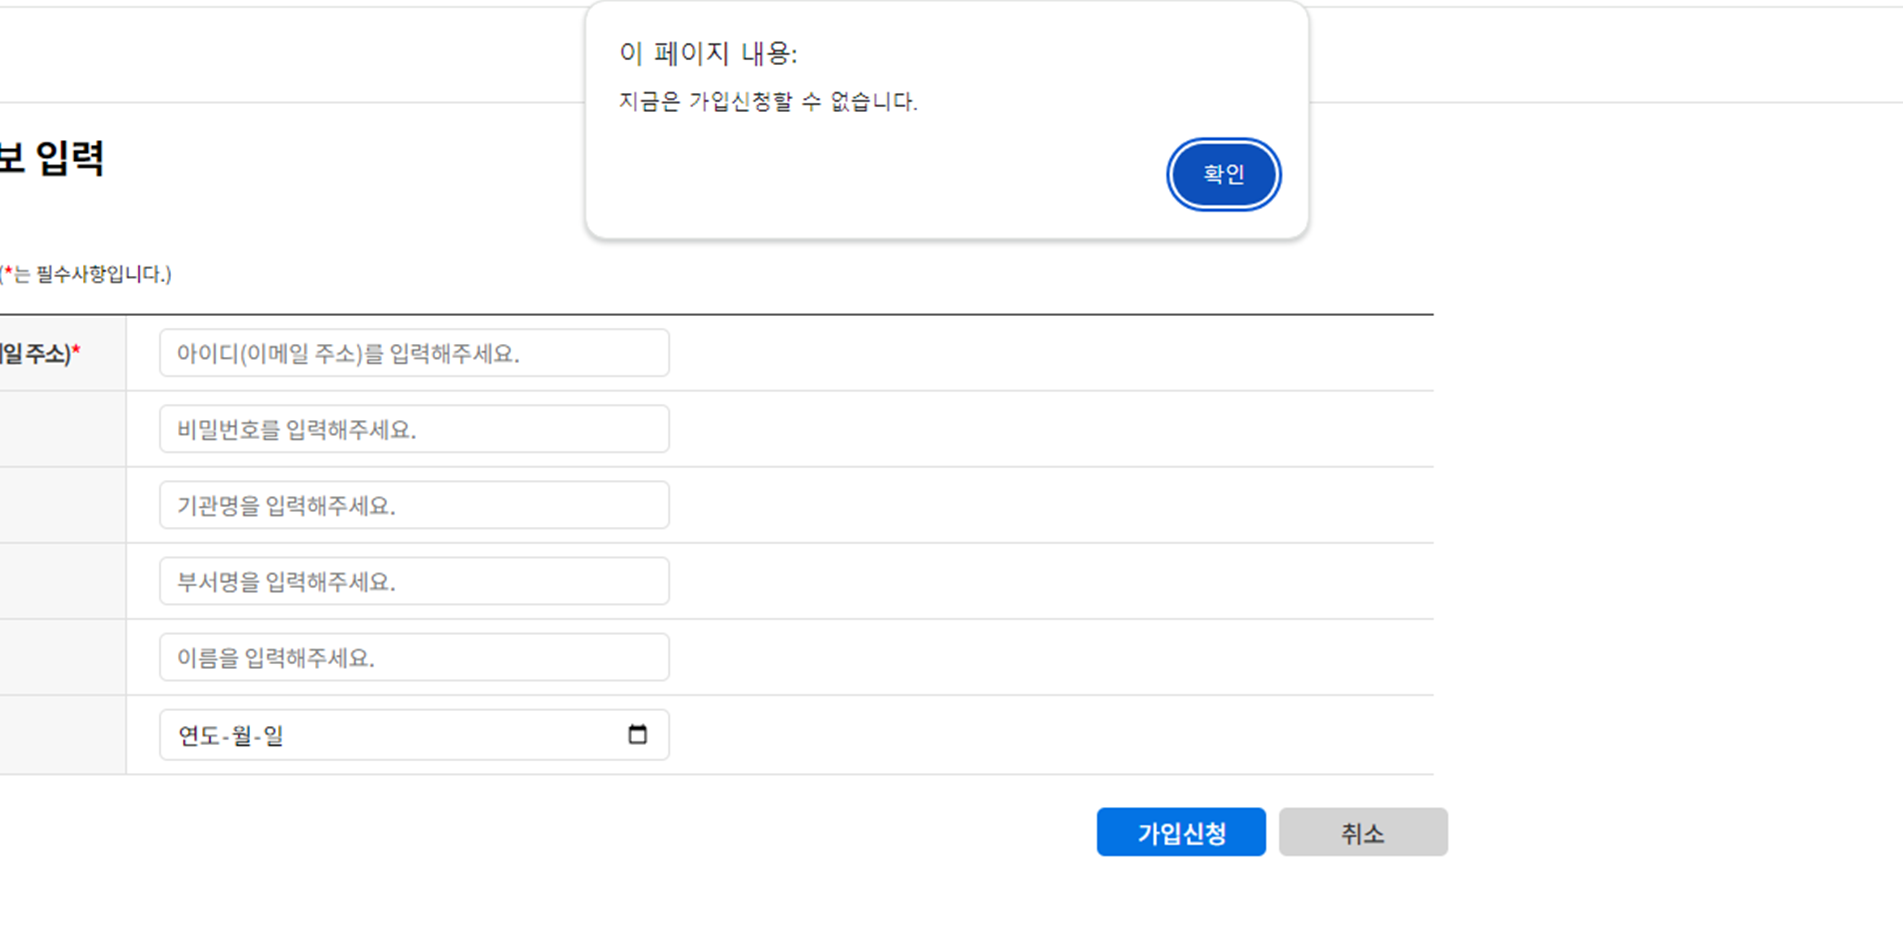 이 페이지 내용:
지금은 가입신청할 수 없습니다.
확인
보 입력
(*는 필수사항입니다.)
일 주소)*
아이디(이메일 주소)를 입력해주세요.
비밀번호를 입력해주세요.
기관명을 입력해주세요.
부서명을 입력해주세요.
이름을 입력해주세요.
연도-월-일
가입신청
취소